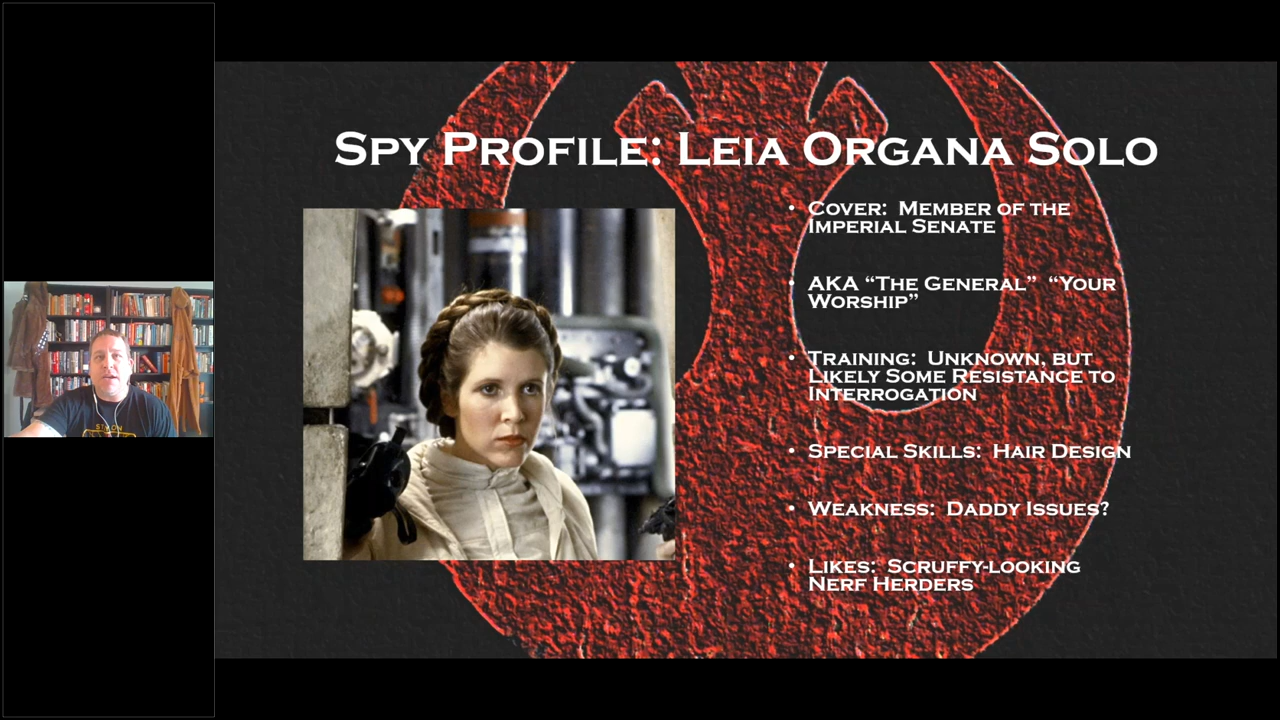 Spy Profile: Leia Organa Solo
• Cover: Member of the
Imperial Senate
• AKA “The General” “Your
Worship”
• Training: Unknown, but
Likely Some Resistance to
Interrogation
• Special Skills: Hair Design
• Weakness: Daddy Issues?
• Likes: Scruffy-looking
Nerf Herders